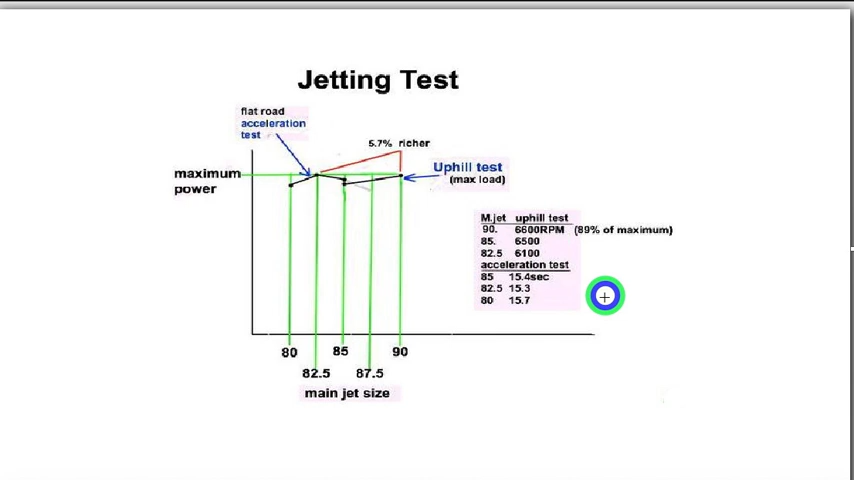 Jetting Test
flat road
acceleration
test
5.7% richer
maximum
power
Uphill test
(max load)
M.jet uphill test
90. 6600RPM (89% of maximum)
85. 6500
82.5 6100
acceleration test
85 15.4sec
82.5 15.3
80 15.7
80 85 90
82.5 87.5
main jet size